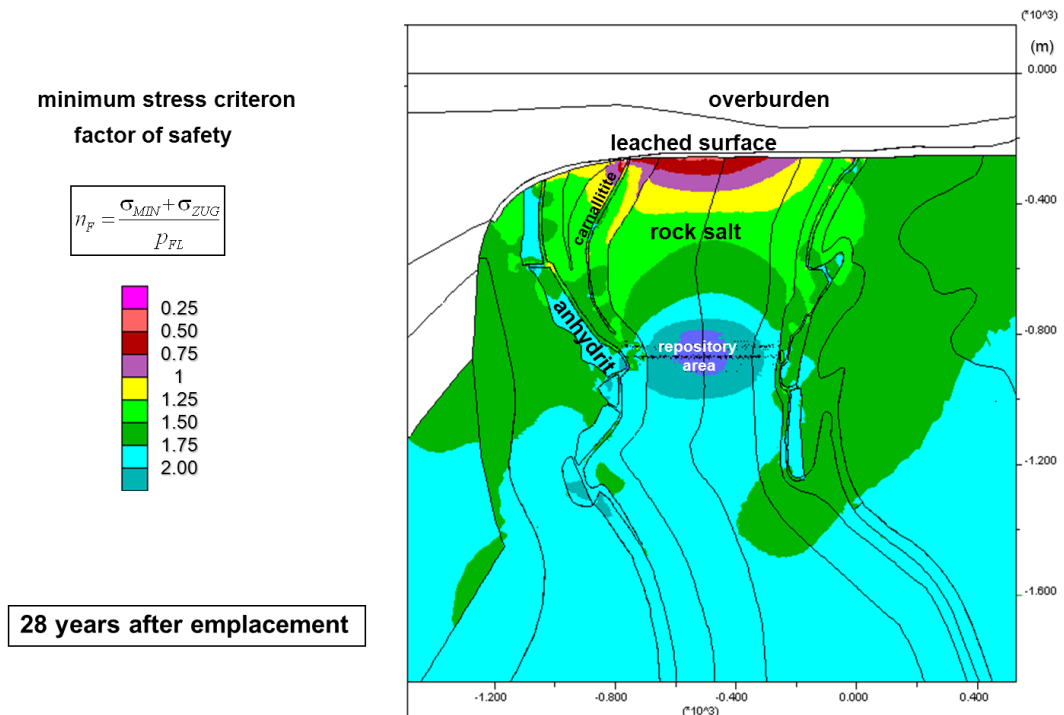 minimum stress criteron
factor of safety
n_F = (σ_MIN + σ_ZUG) / p_FL
0.25
0.50
0.75
1
1.25
1.50
1.75
2.00
28 years after emplacement
overburden
leached surface
carnallitite
rock salt
anhydrit
repository
area
(*10^3)
(m)
0.000
-0.400
-0.800
-1.200
-1.600
-1.200 -0.800 -0.400 0.000 0.400
(*10^3)